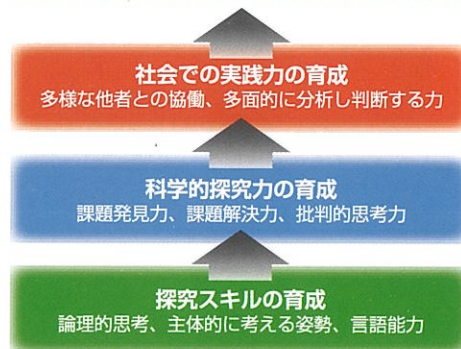 社会での実践力の育成
多様な他者との協働、多面的に分析し判断する力
科学的探究力の育成
課題発見力、課題解決力、批判的思考力
探究スキルの育成
論理的思考、主体的に考える姿勢、言語能力